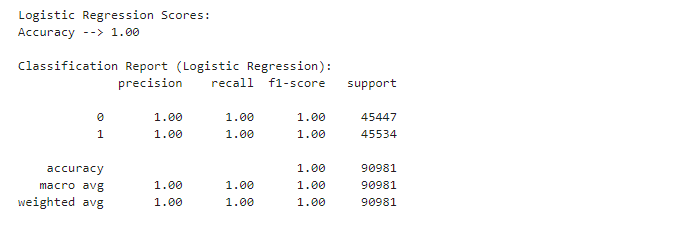 Logistic Regression Scores:
Accuracy --> 1.00
Classification Report (Logistic Regression):
precision recall f1-score support
0 1.00 1.00 1.00 45447
1 1.00 1.00 1.00 45534
accuracy 1.00 90981
macro avg 1.00 1.00 1.00 90981
weighted avg 1.00 1.00 1.00 90981